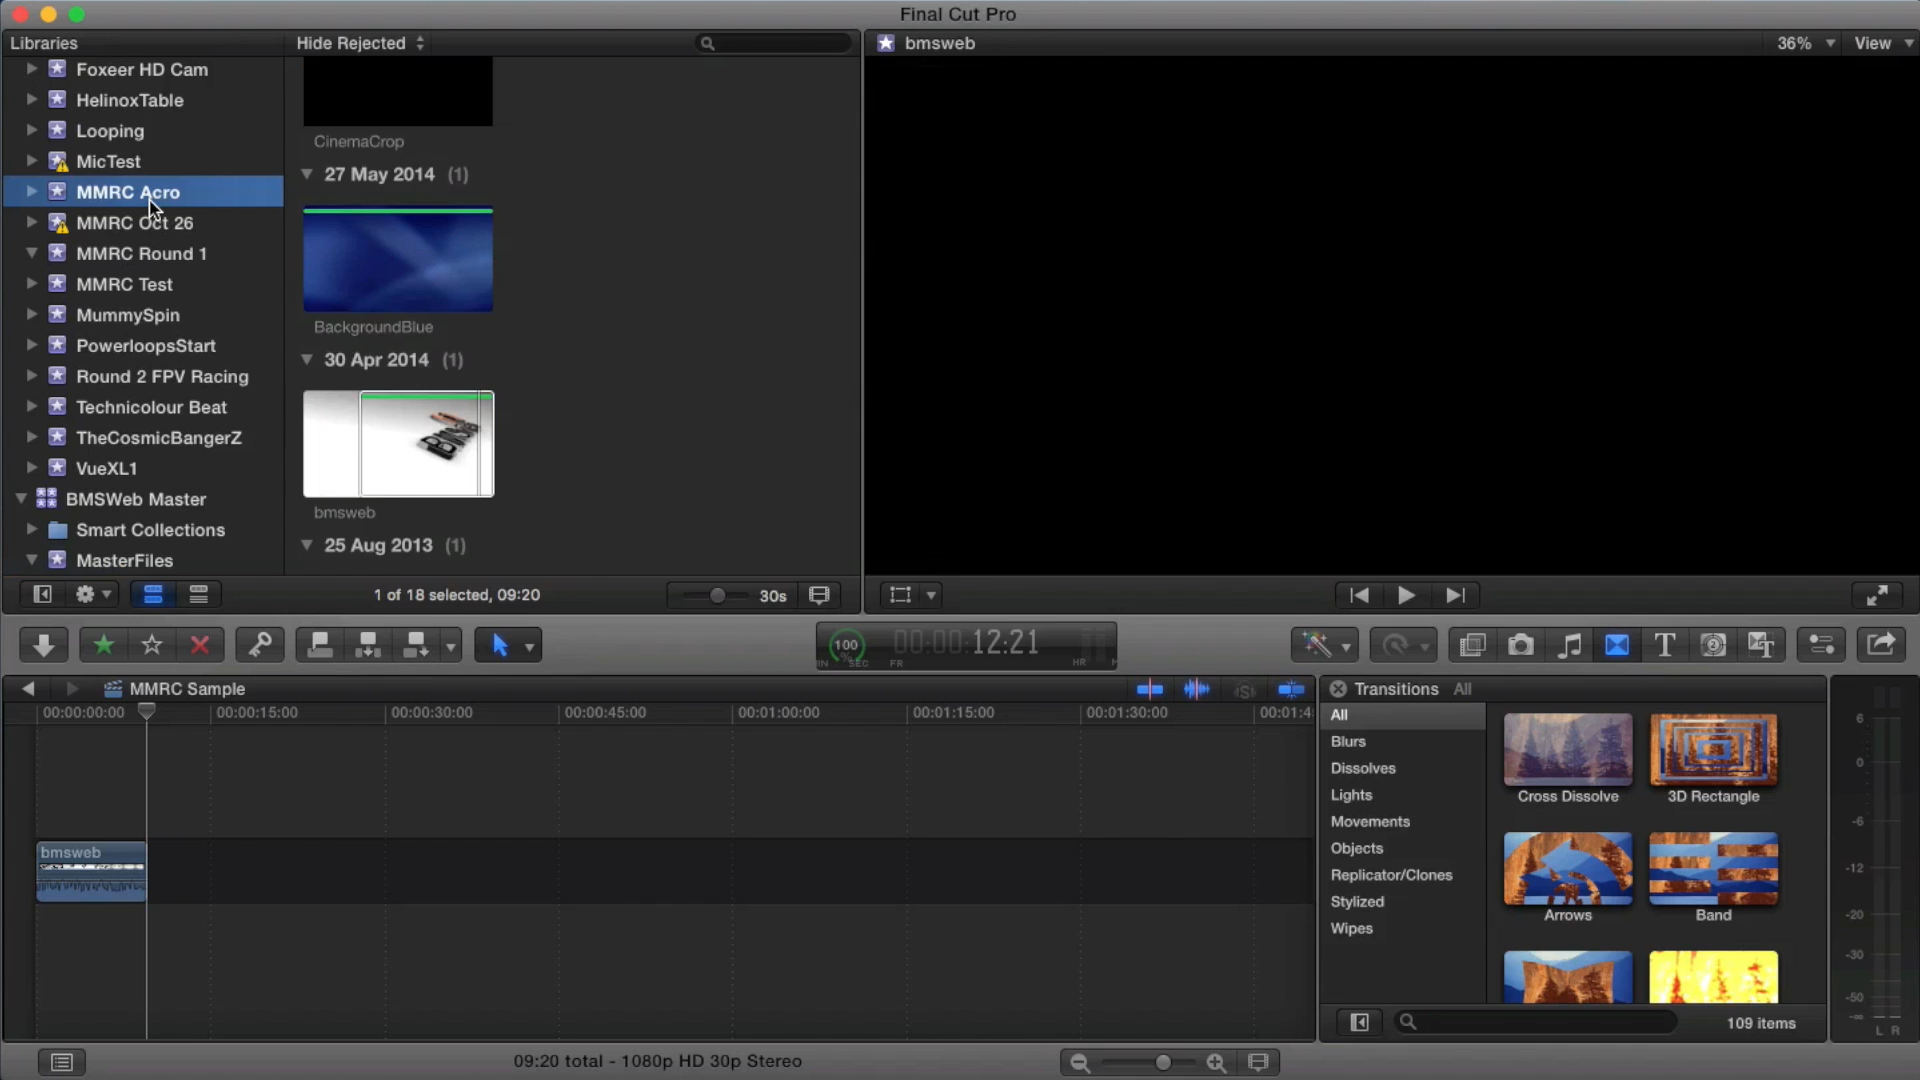 Final Cut Pro
Libraries
Hide Rejected
bmsweb
36%
View
Foxeer HD Cam
HelinoxTable
Looping
MicTest
MMRC Acro
MMRC Oct 26
MMRC Round 1
MMRC Test
MummySpin
PowerloopsStart
Round 2 FPV Racing
Technicolour Beat
TheCosmicBangerZ
VueXL1
BMSWeb Master
Smart Collections
MasterFiles
CinemaCrop
27 May 2014 (1)
BackgroundBlue
30 Apr 2014 (1)
bmsweb
25 Aug 2013 (1)
1 of 18 selected, 09:20
30s
100
%
00:00:12:21
HR
MIN
SEC
FR
MMRC Sample
00:00:00:00
00:00:15:00
00:00:30:00
00:00:45:00
00:01:00:00
00:01:15:00
00:01:30:00
bmsweb
Transitions All
All
Blurs
Dissolves
Lights
Movements
Objects
Replicator/Clones
Stylized
Wipes
Cross Dissolve
3D Rectangle
Arrows
Band
109 items
6
0
-6
-12
-20
-30
-50
-∞
L R
09:20 total - 1080p HD 30p Stereo